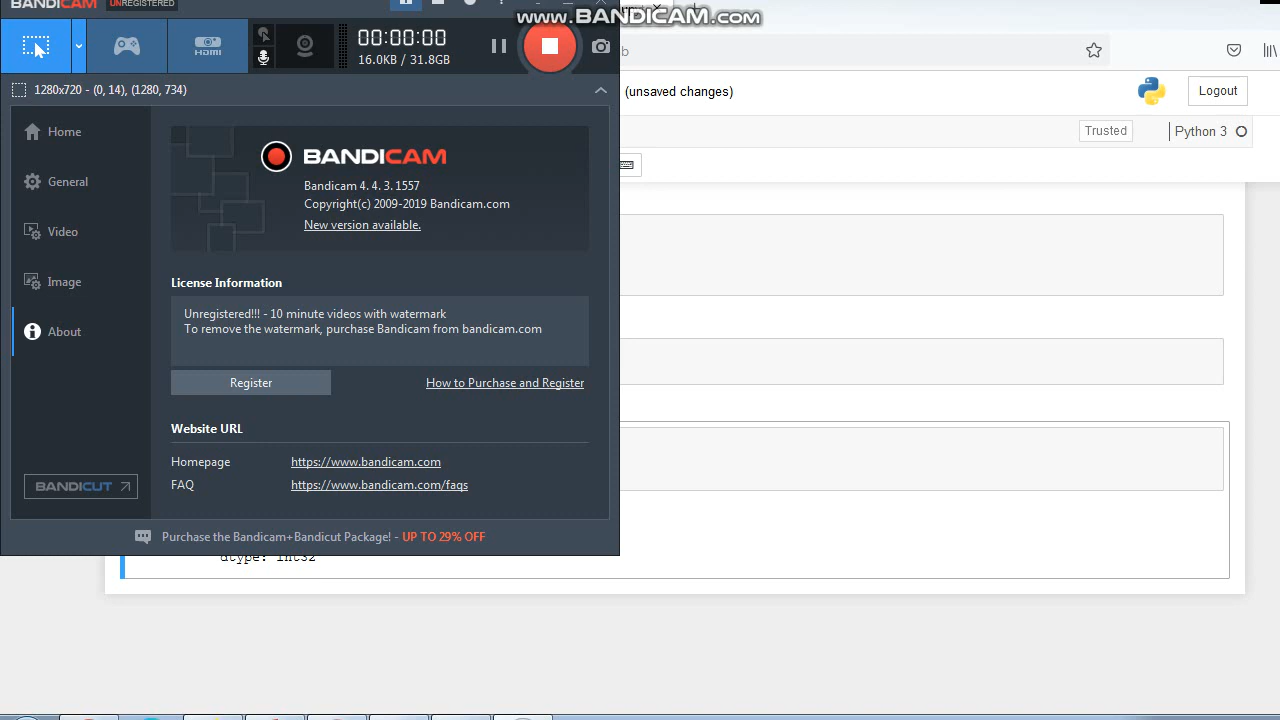 BANDICAM UNREGISTERED
www.BANDICAM.com
HDMI
00:00:00
16.0KB / 31.8GB
1280x720 - (0, 14), (1280, 734)
(unsaved changes)
Logout
Trusted
Python 3
Home
General
Video
Image
About
BANDICAM
Bandicam 4. 4. 3. 1557
Copyright(c) 2009-2019 Bandicam.com
New version available.
License Information
Unregistered!!! - 10 minute videos with watermark
To remove the watermark, purchase Bandicam from bandicam.com
Register
How to Purchase and Register
Website URL
Homepage
https://www.bandicam.com
FAQ
https://www.bandicam.com/faqs
BANDICUT
Purchase the Bandicam+Bandicut Package! - UP TO 29% OFF
dtype: int32